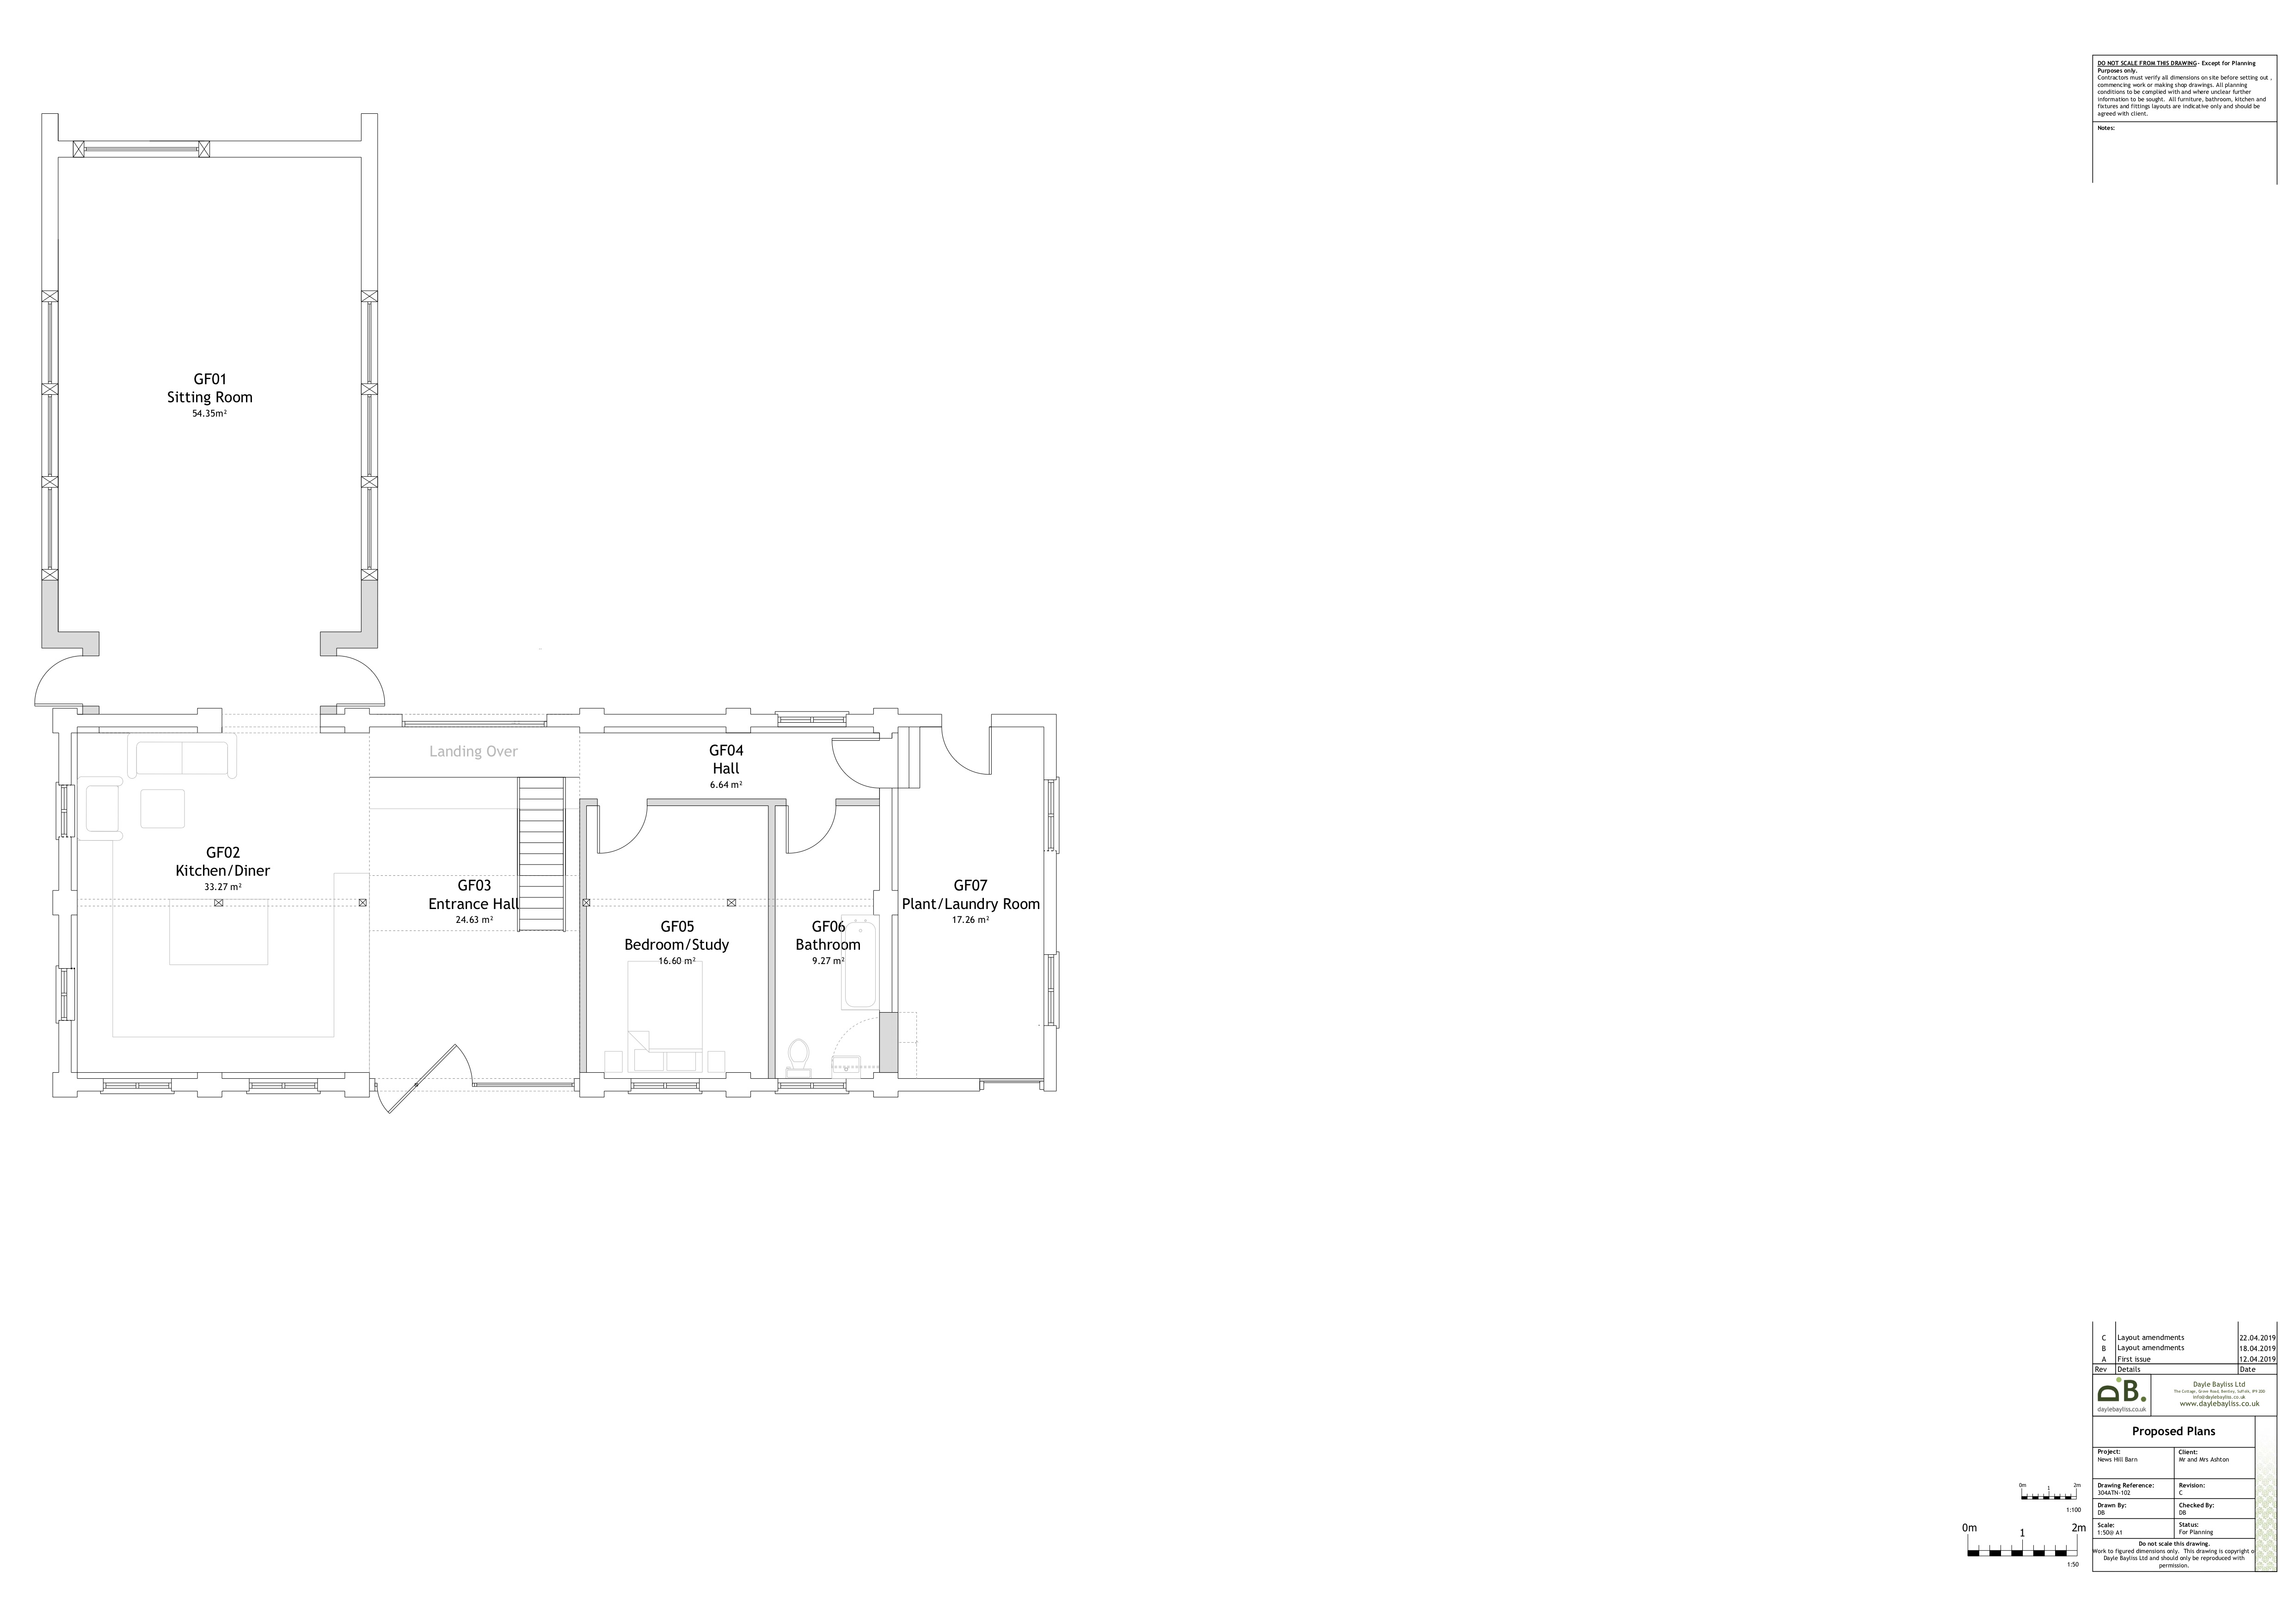 DO NOT SCALE FROM THIS DRAWING - Except for Planning
Purposes only.
Contractors must verify all dimensions on site before setting out ,
commencing work or making shop drawings. All planning
conditions to be complied with and where unclear further
information to be sought. All furniture, bathroom, kitchen and
fixtures and fittings layouts are indicative only and should be
agreed with client.
Notes:
GF01
Sitting Room
54.35m²
Landing Over
GF04
Hall
6.64 m²
GF02
Kitchen/Diner
33.27 m²
GF03
Entrance Hall
24.63 m²
GF05
Bedroom/Study
16.60 m²
GF06
Bathroom
9.27 m²
GF07
Plant/Laundry Room
17.26 m²
C Layout amendments 22.04.2019
B Layout amendments 18.04.2019
A First issue 12.04.2019
Rev Details Date
DB.
daylebayliss.co.uk
Dayle Bayliss Ltd
The Cottage, Grove Road, Bentley, Suffolk,
info@daylebayliss.co.uk
www.daylebayliss.co.uk
Proposed Plans
Project:
News Hill Barn
Client:
Mr and Mrs Ashton
Drawing Reference:
304ATN-102
Revision:
C
Drawn By:
DB
Checked By:
DB
Scale:
1:50@ A1
Status:
For Planning
Do not scale this drawing.
Work to figured dimensions only. This drawing is copyright o
Dayle Bayliss Ltd and should only be reproduced with
permission.
0m 1 2m
1:100
0m 1 2m
1:50